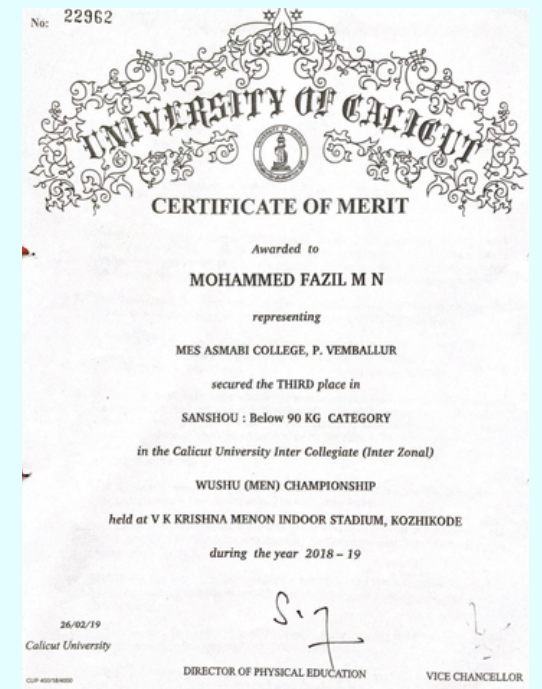 No: 22962
UNIVERSITY OF CALICUT
CERTIFICATE OF MERIT
Awarded to
MOHAMMED FAZIL M N
representing
MES ASMABI COLLEGE, P. VEMBALLUR
secured the THIRD place in
SANSHOU : Below 90 KG CATEGORY
in the Calicut University Inter Collegiate (Inter Zonal)
WUSHU (MEN) CHAMPIONSHIP
held at V K KRISHNA MENON INDOOR STADIUM, KOZHIKODE
during the year 2018 – 19
26/02/19
Calicut University
DIRECTOR OF PHYSICAL EDUCATION
VICE CHANCELLOR